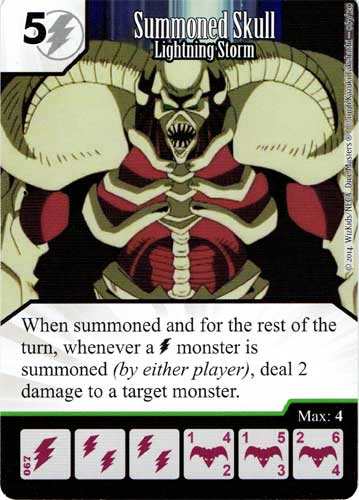 5
Summoned Skull
Lightning Storm
When summoned and for the rest of the
turn, whenever a monster is
summoned (by either player), deal 2
damage to a target monster.
Max: 4
067
1 4
2
1 5
3
2 6
4